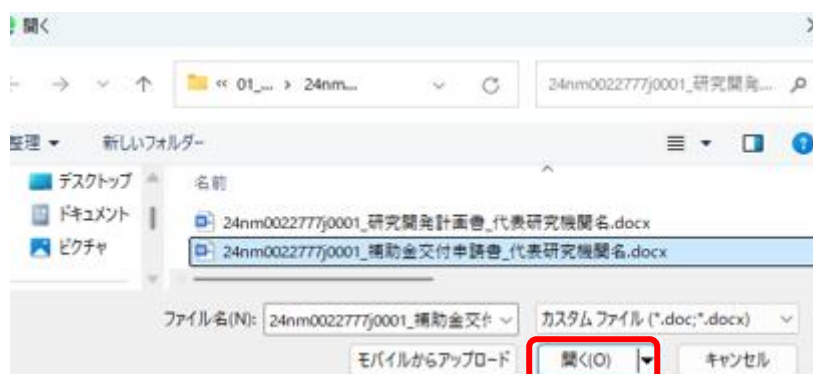 開く
« 01_... › 24nm...
24nm0022777j0001_研究開発...
整理
新しいフォルダー
デスクトップ
ドキュメント
ピクチャ
名前
24nm0022777j0001_研究開発計画書_代表研究機関名.docx
24nm0022777j0001_補助金交付申請書_代表研究機関名.docx
ファイル名(N):
24nm0022777j0001_補助金交付
カスタム ファイル (*.doc;*.docx)
モバイルからアップロード
開く(O)
キャンセル